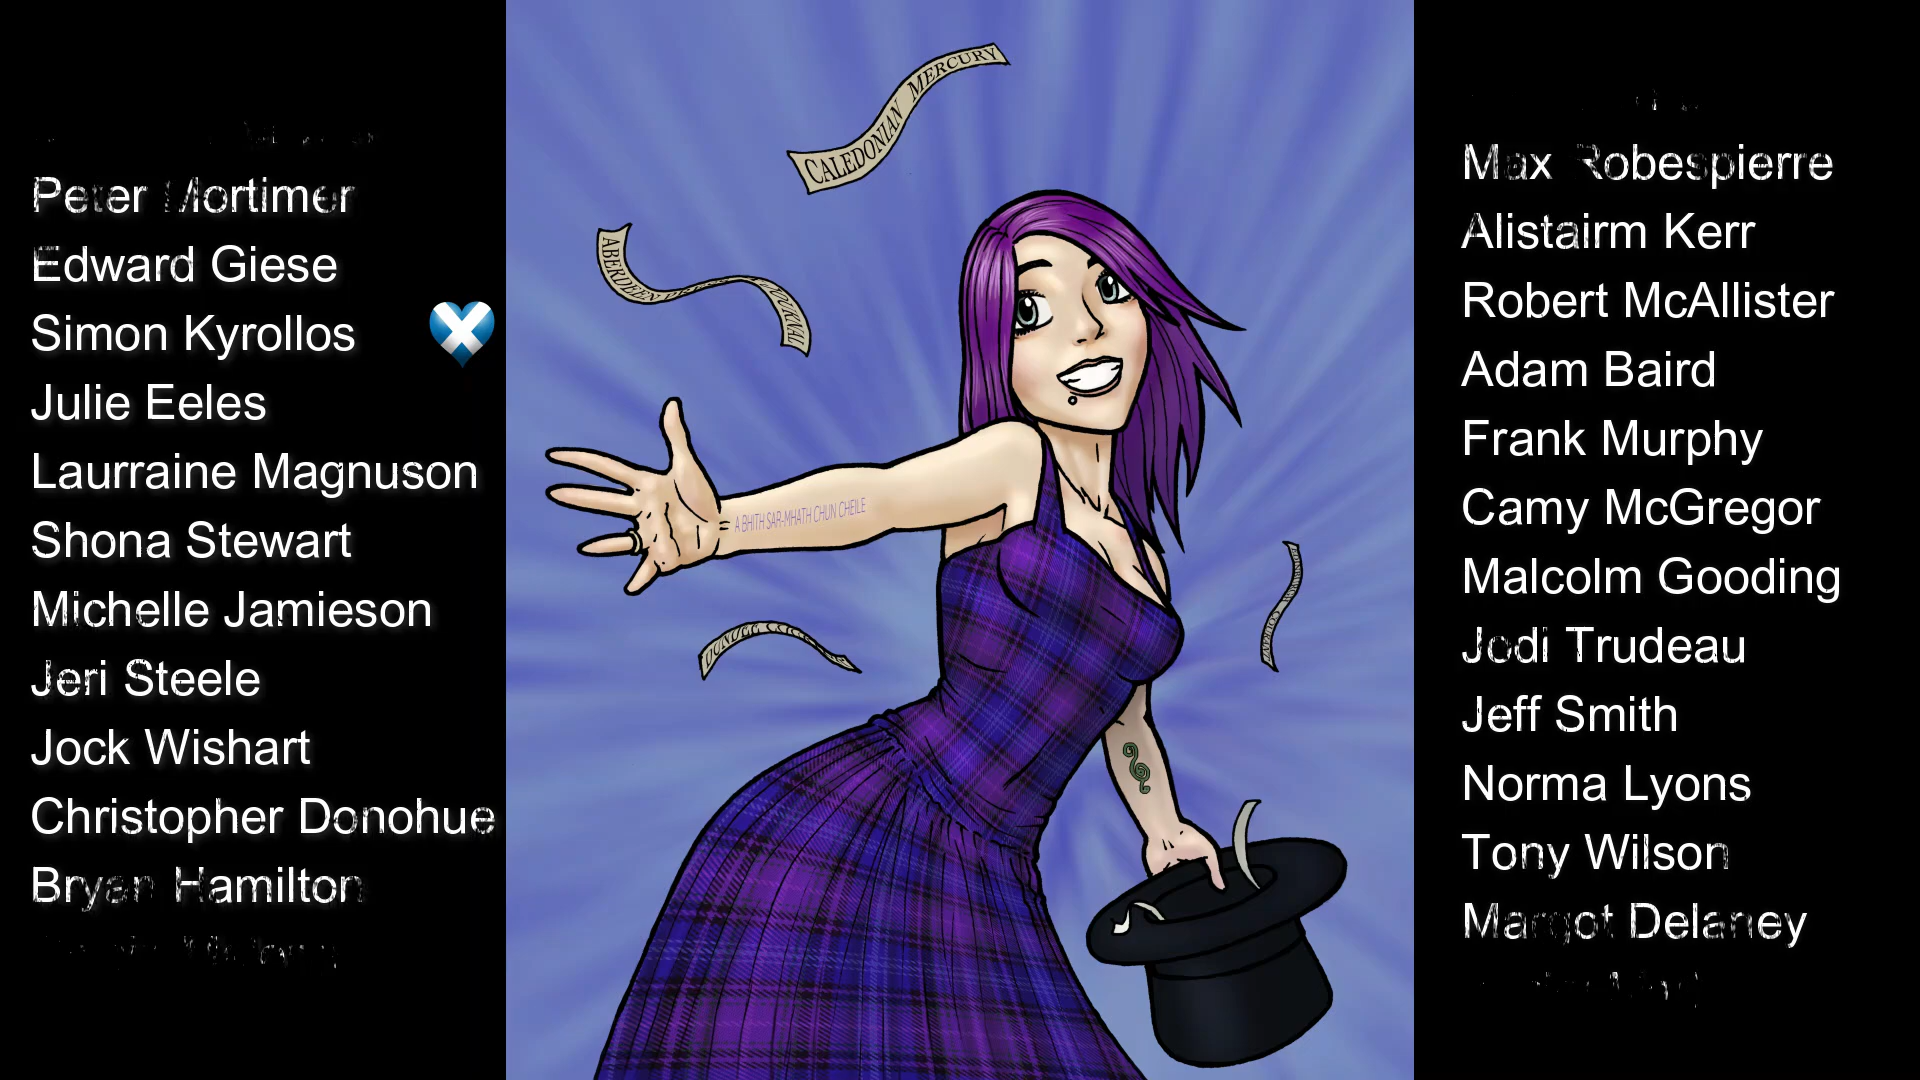 Peter Mortimer
Edward Giese
Simon Kyrollos
Julie Eeles
Laurraine Magnuson
Shona Stewart
Michelle Jamieson
Jeri Steele
Jock Wishart
Christopher Donohue
Bryan Hamilton
CALEDONIAN MERCURY
ABERDEEN JOURNAL
A BHITH SAR-MHATH CHUN CHEILE
Max Robespierre
Alistairm Kerr
Robert McAllister
Adam Baird
Frank Murphy
Camy McGregor
Malcolm Gooding
Jodi Trudeau
Jeff Smith
Norma Lyons
Tony Wilson
Margot Delaney